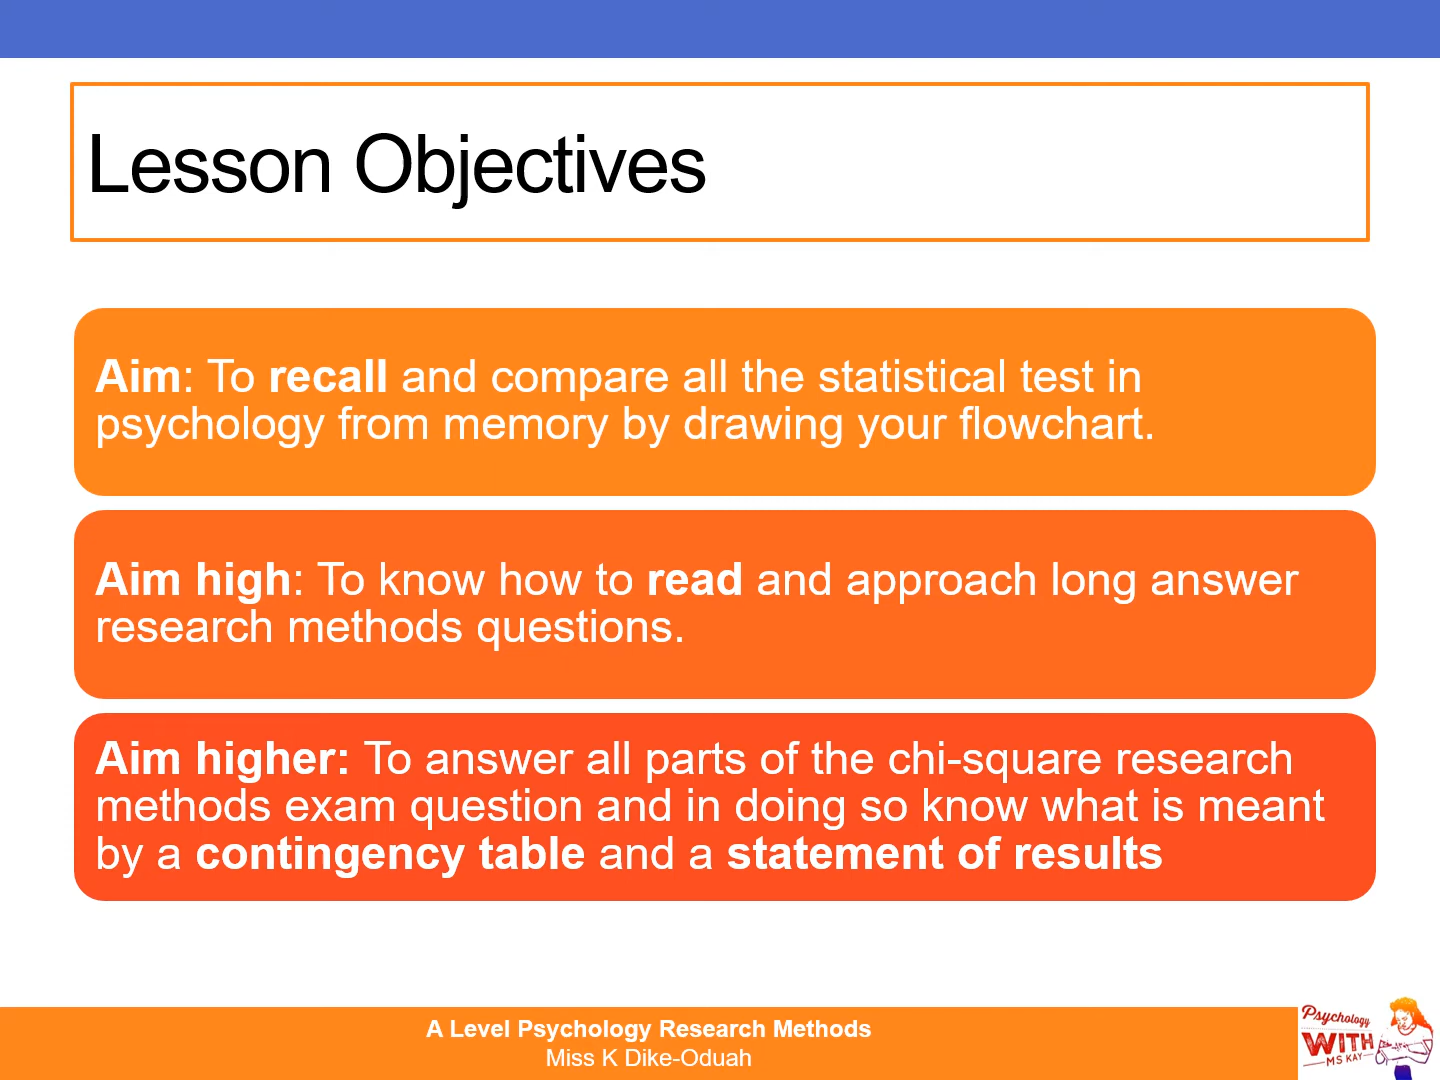 Lesson Objectives
Aim: To recall and compare all the statistical test in
psychology from memory by drawing your flowchart.
Aim high: To know how to read and approach long answer
research methods questions.
Aim higher: To answer all parts of the chi-square research
methods exam question and in doing so know what is meant
by a contingency table and a statement of results
A Level Psychology Research Methods
Miss K Dike-Oduah
Psychology
WITH
MS KAY